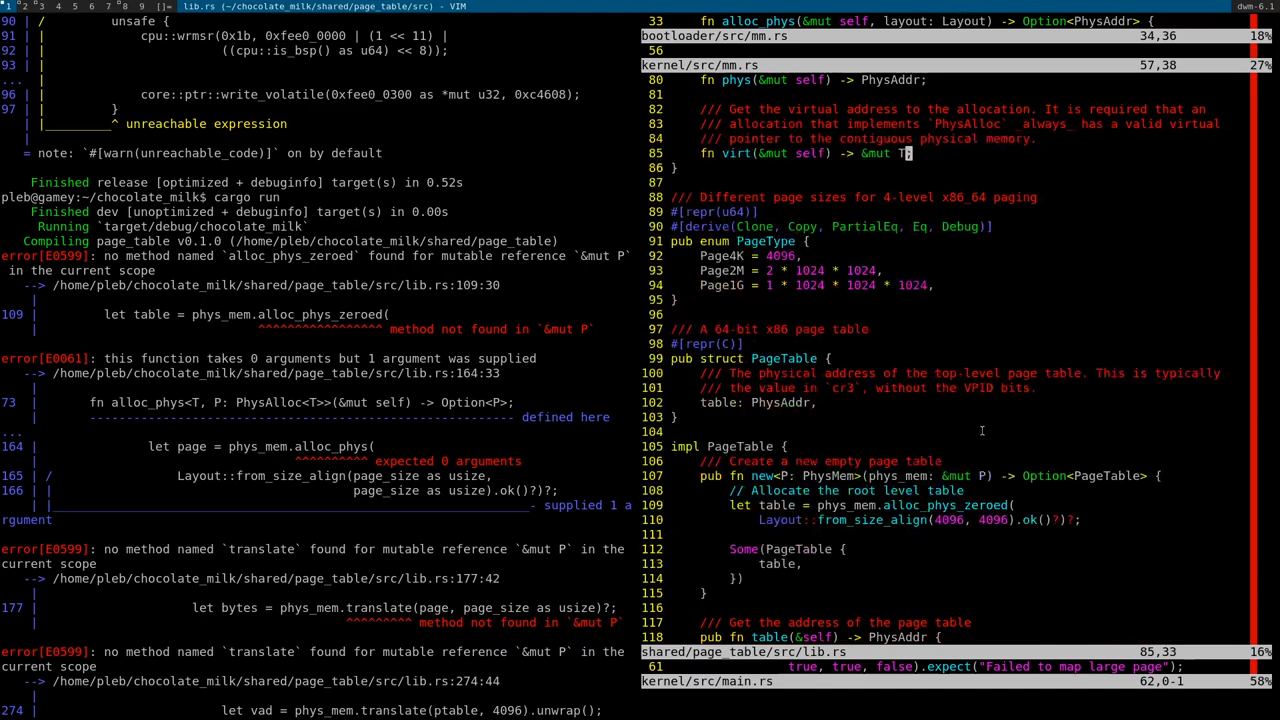 1 2 3 4 5 6 7 8 9 []= lib.rs (~/chocolate_milk/shared/page_table/src) - VIM dwm-6.1
90 | / unsafe {
91 | | cpu::wrmsr(0x1b, 0xfee0_0000 | (1 << 11) |
92 | | ((cpu::is_bsp() as u64) << 8));
93 | |
... |
96 | | core::ptr::write_volatile(0xfee0_0300 as *mut u32, 0xc4608);
97 | | }
| |_________^ unreachable expression
|
= note: `#[warn(unreachable_code)]` on by default
Finished release [optimized + debuginfo] target(s) in 0.52s
pleb@gamey:~/chocolate_milk$ cargo run
Finished dev [unoptimized + debuginfo] target(s) in 0.00s
Running `target/debug/chocolate_milk`
Compiling page_table v0.1.0 (/home/pleb/chocolate_milk/shared/page_table)
error[E0599]: no method named `alloc_phys_zeroed` found for mutable reference `&mut P`
in the current scope
--> /home/pleb/chocolate_milk/shared/page_table/src/lib.rs:109:30
|
109 | let table = phys_mem.alloc_phys_zeroed(
| ^^^^^^^^^^^^^^^^^ method not found in `&mut P`
error[E0061]: this function takes 0 arguments but 1 argument was supplied
--> /home/pleb/chocolate_milk/shared/page_table/src/lib.rs:164:33
|
73 | fn alloc_phys<T, P: PhysAlloc<T>>(&mut self) -> Option<P>;
| ---------------------------------------------------------- defined here
...
164 | let page = phys_mem.alloc_phys(
| ^^^^^^^^^^ expected 0 arguments
165 | / Layout::from_size_align(page_size as usize,
166 | | page_size as usize).ok()?)?;
| |_________________________________________________________________- supplied 1 a
rgument
error[E0599]: no method named `translate` found for mutable reference `&mut P` in the
current scope
--> /home/pleb/chocolate_milk/shared/page_table/src/lib.rs:177:42
|
177 | let bytes = phys_mem.translate(page, page_size as usize)?;
| ^^^^^^^^^ method not found in `&mut P`
error[E0599]: no method named `translate` found for mutable reference `&mut P` in the
current scope
--> /home/pleb/chocolate_milk/shared/page_table/src/lib.rs:274:44
|
274 | let vad = phys_mem.translate(ptable, 4096).unwrap();
33 fn alloc_phys(&mut self, layout: Layout) -> Option<PhysAddr> {
bootloader/src/mm.rs 34,36 18%
56
kernel/src/mm.rs 57,38 27%
80 fn phys(&mut self) -> PhysAddr;
81
82 /// Get the virtual address to the allocation. It is required that an
83 /// allocation that implements `PhysAlloc` _always_ has a valid virtual
84 /// pointer to the contiguous physical memory.
85 fn virt(&mut self) -> &mut T;
86 }
87
88 /// Different page sizes for 4-level x86_64 paging
89 #[repr(u64)]
90 #[derive(Clone, Copy, PartialEq, Eq, Debug)]
91 pub enum PageType {
92 Page4K = 4096,
93 Page2M = 2 * 1024 * 1024,
94 Page1G = 1 * 1024 * 1024 * 1024,
95 }
96
97 /// A 64-bit x86 page table
98 #[repr(C)]
99 pub struct PageTable {
100 /// The physical address of the top-level page table. This is typically
101 /// the value in `cr3`, without the VPID bits.
102 table: PhysAddr,
103 }
104
105 impl PageTable {
106 /// Create a new empty page table
107 pub fn new<P: PhysMem>(phys_mem: &mut P) -> Option<PageTable> {
108 // Allocate the root level table
109 let table = phys_mem.alloc_phys_zeroed(
110 Layout::from_size_align(4096, 4096).ok()?)?;
111
112 Some(PageTable {
113 table,
114 })
115 }
116
117 /// Get the address of the page table
118 pub fn table(&self) -> PhysAddr {
shared/page_table/src/lib.rs 85,33 16%
61 true, true, false).expect("Failed to map large page");
kernel/src/main.rs 62,0-1 58%